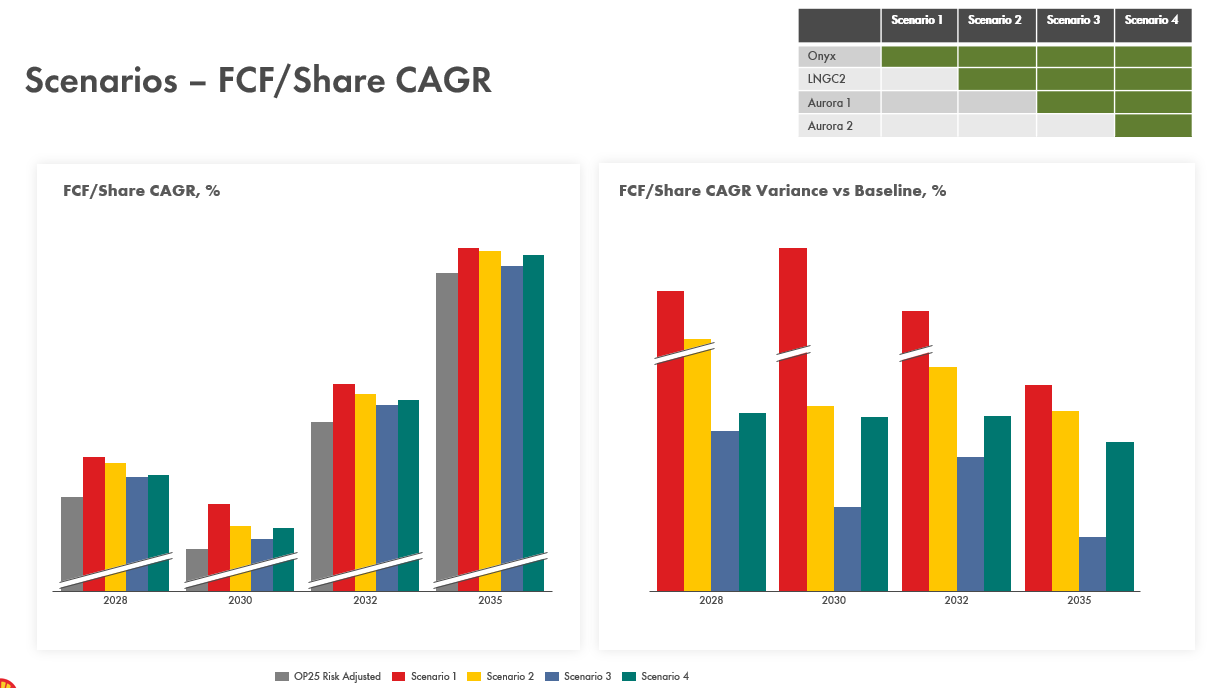 Scenario 1 Scenario 2 Scenario 3 Scenario 4
Onyx
LNGC2
Aurora 1
Aurora 2
Scenarios – FCF/Share CAGR
FCF/Share CAGR, %
2028 2030 2032 2035
FCF/Share CAGR Variance vs Baseline, %
2028 2030 2032 2035
OP25 Risk Adjusted Scenario 1 Scenario 2 Scenario 3 Scenario 4